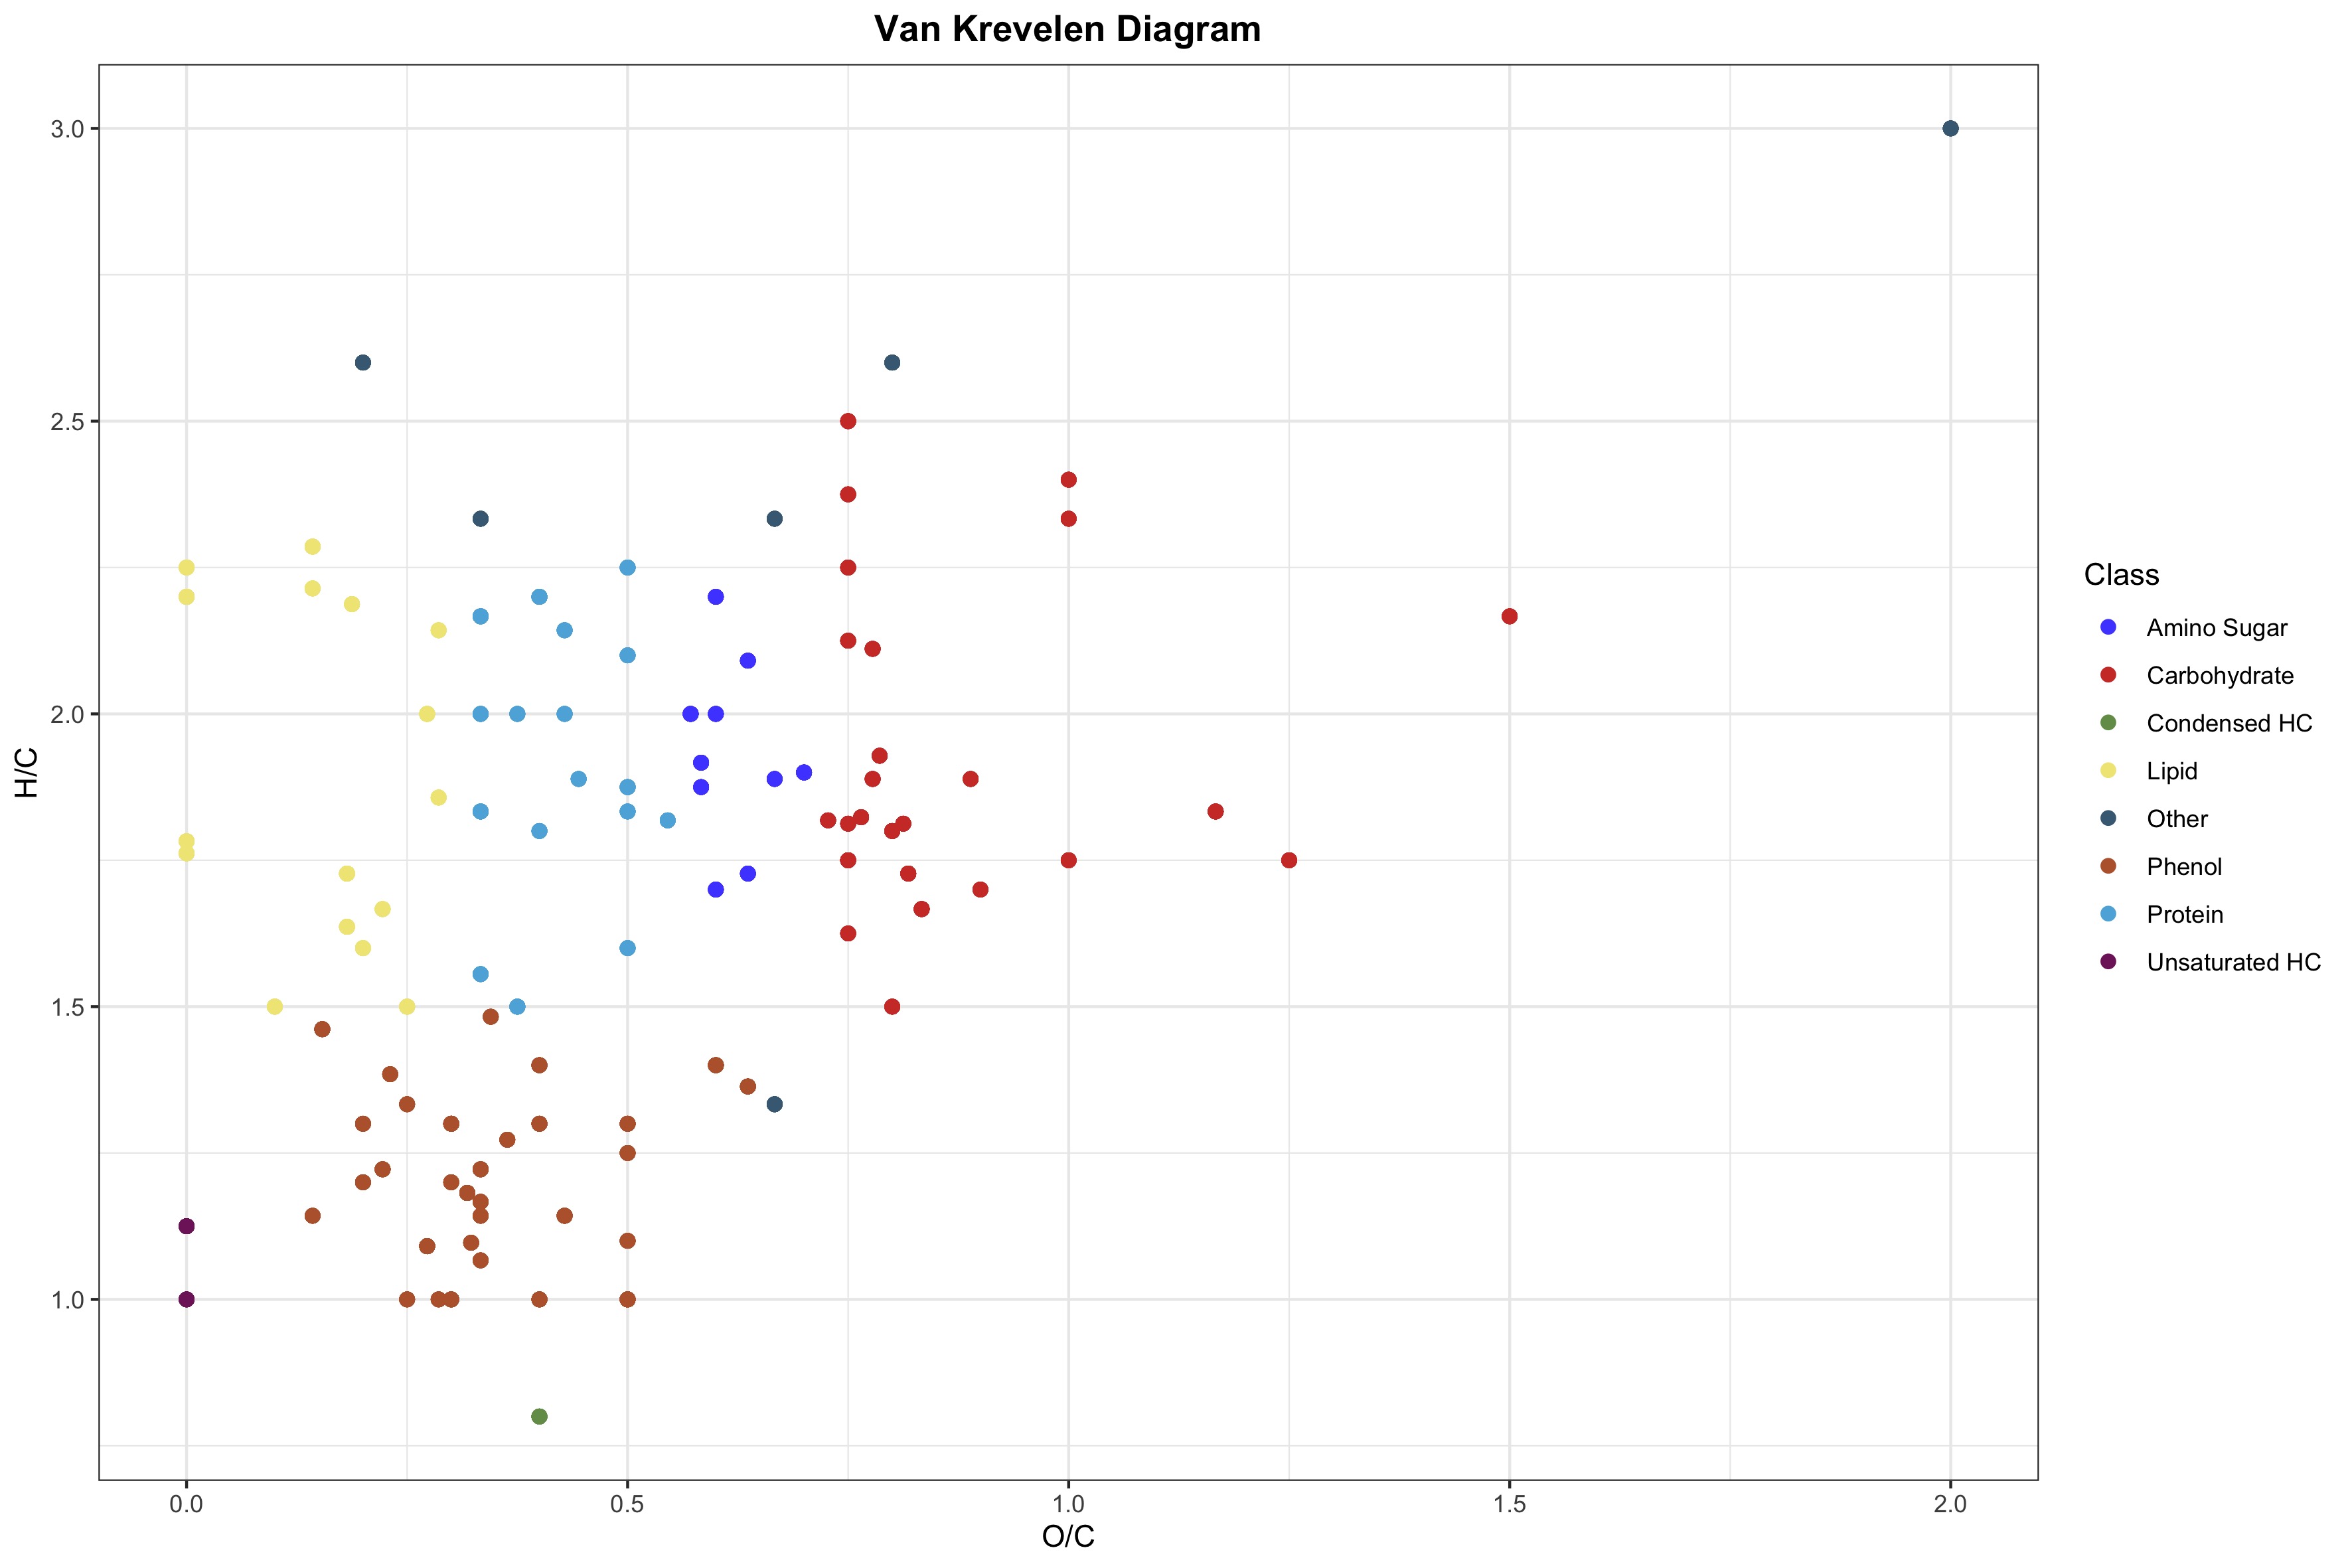 Van Krevelen Diagram
3.0
2.5
2.0
1.5
1.0
H/C
0.0
0.5
1.0
1.5
2.0
O/C
Class
Amino Sugar
Carbohydrate
Condensed HC
Lipid
Other
Phenol
Protein
Unsaturated HC